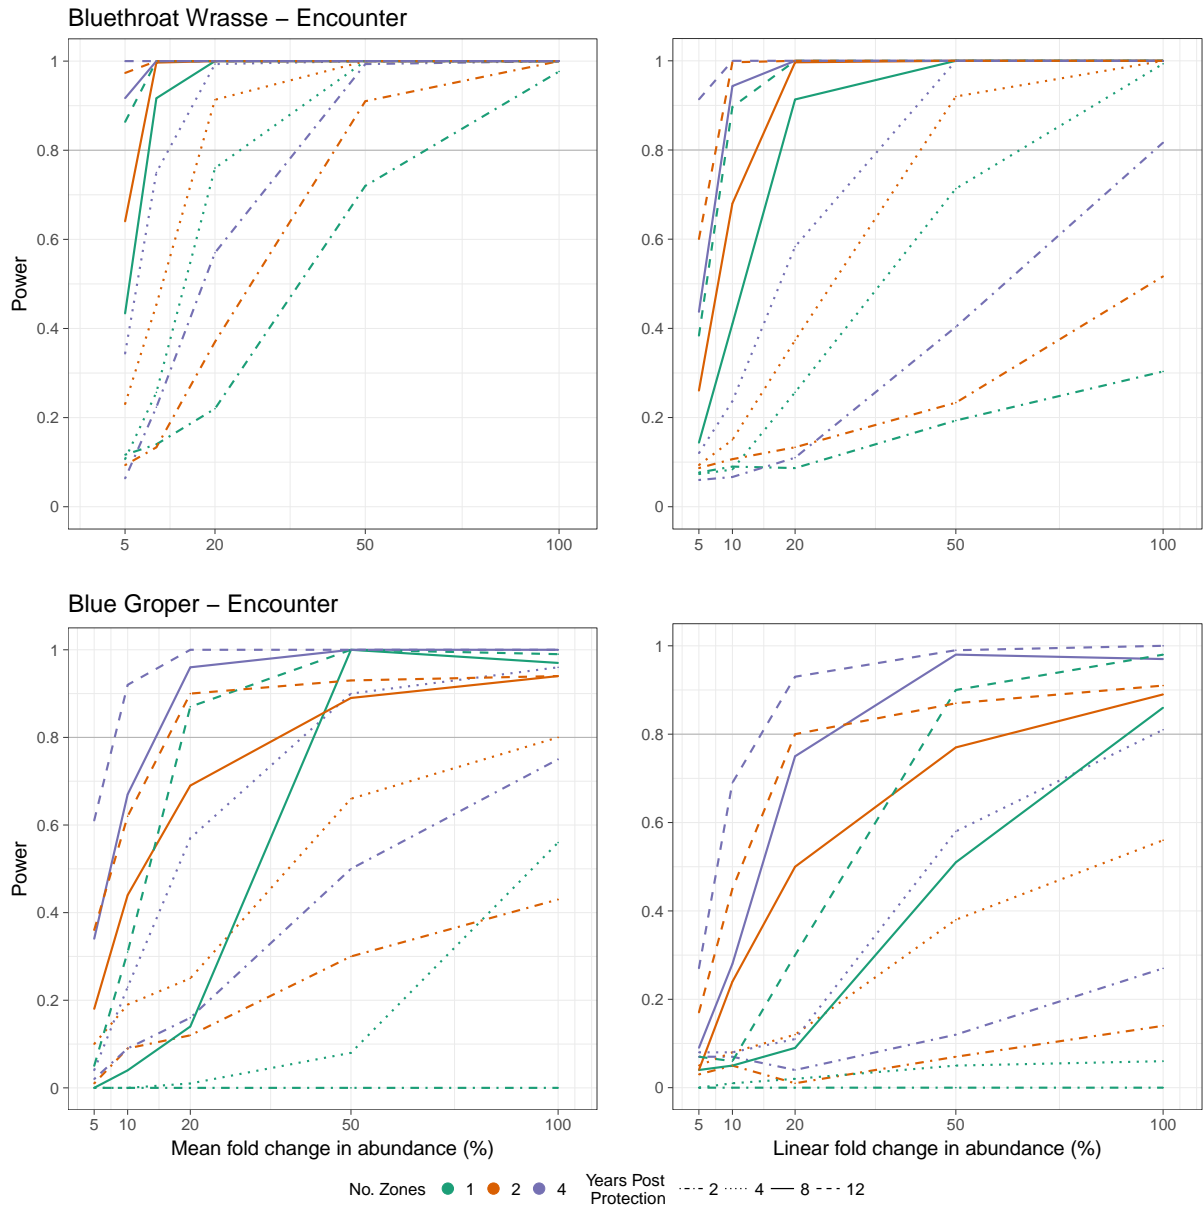 Bluethroat Wrasse – Encounter
Power
1
0.8
0.6
0.4
0.2
0
5 20 50 100
1
0.8
0.6
0.4
0.2
0
5 10 20 50 100
Blue Groper – Encounter
Power
1
0.8
0.6
0.4
0.2
0
5 10 20 50 100
Mean fold change in abundance (%)
1
0.8
0.6
0.4
0.2
0
5 10 20 50 100
Linear fold change in abundance (%)
No. Zones 1 2 4
Years Post
Protection
2 4 8 12